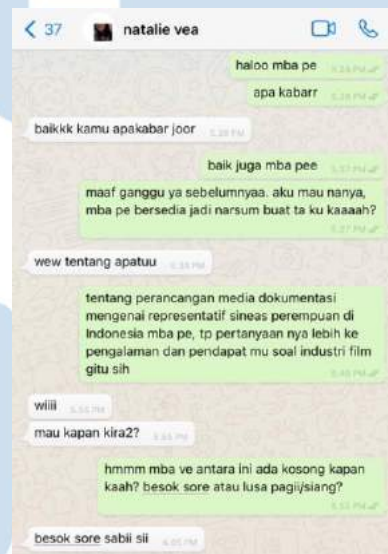 37 natalie vea
haloo mba pe
apa kabarr
baikkk kamu apakabar joor
baik juga mba pee
maaf ganggu ya sebelumnyaa. aku mau nanya,
mba pe bersedia jadi narsum buat ta ku kaaaah?
5.27 PM
wew tentang apatuu
tentang perancangan media dokumentasi
mengenai representatif sineas perempuan di
Indonesia mba pe, tp pertanyaan nya lebih ke
pengalaman dan pendapat mu soal industri film
gitu sih
wiiii
mau kapan kira2?
hmmm mba ve antara ini ada kosong kapan
kaah? besok sore atau lusa pagii/siang?
besok sore sabii sii